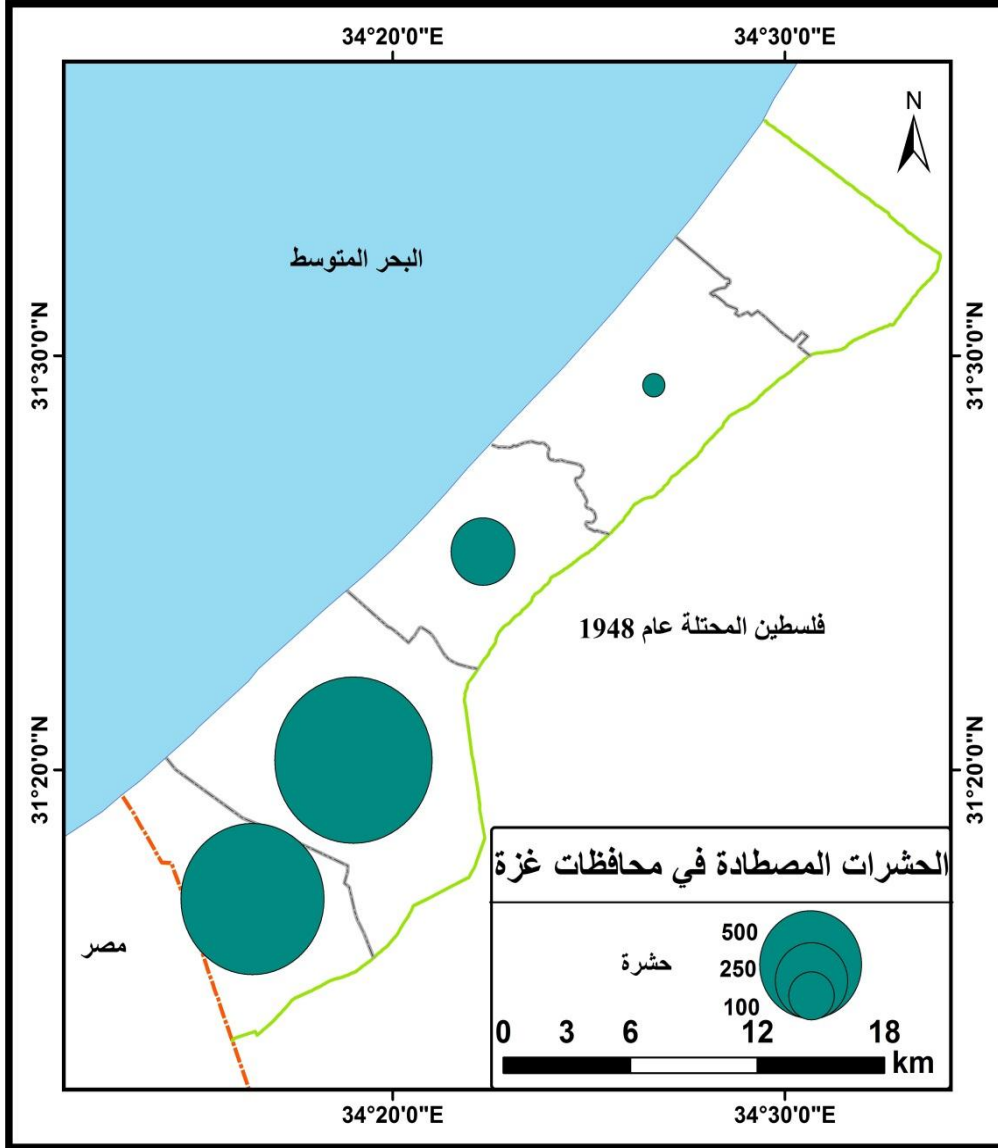 34°20'0"E
34°30'0"E
N
البحر المتوسط
31°30'0"N
31°30'0"N
فلسطين المحتلة عام 1948
31°20'0"N
31°20'0"N
مصر
الحشرات المصطادة في محافظات غزة
حشرة
500
250
100
0 3 6 12 18
km
34°20'0"E
34°30'0"E